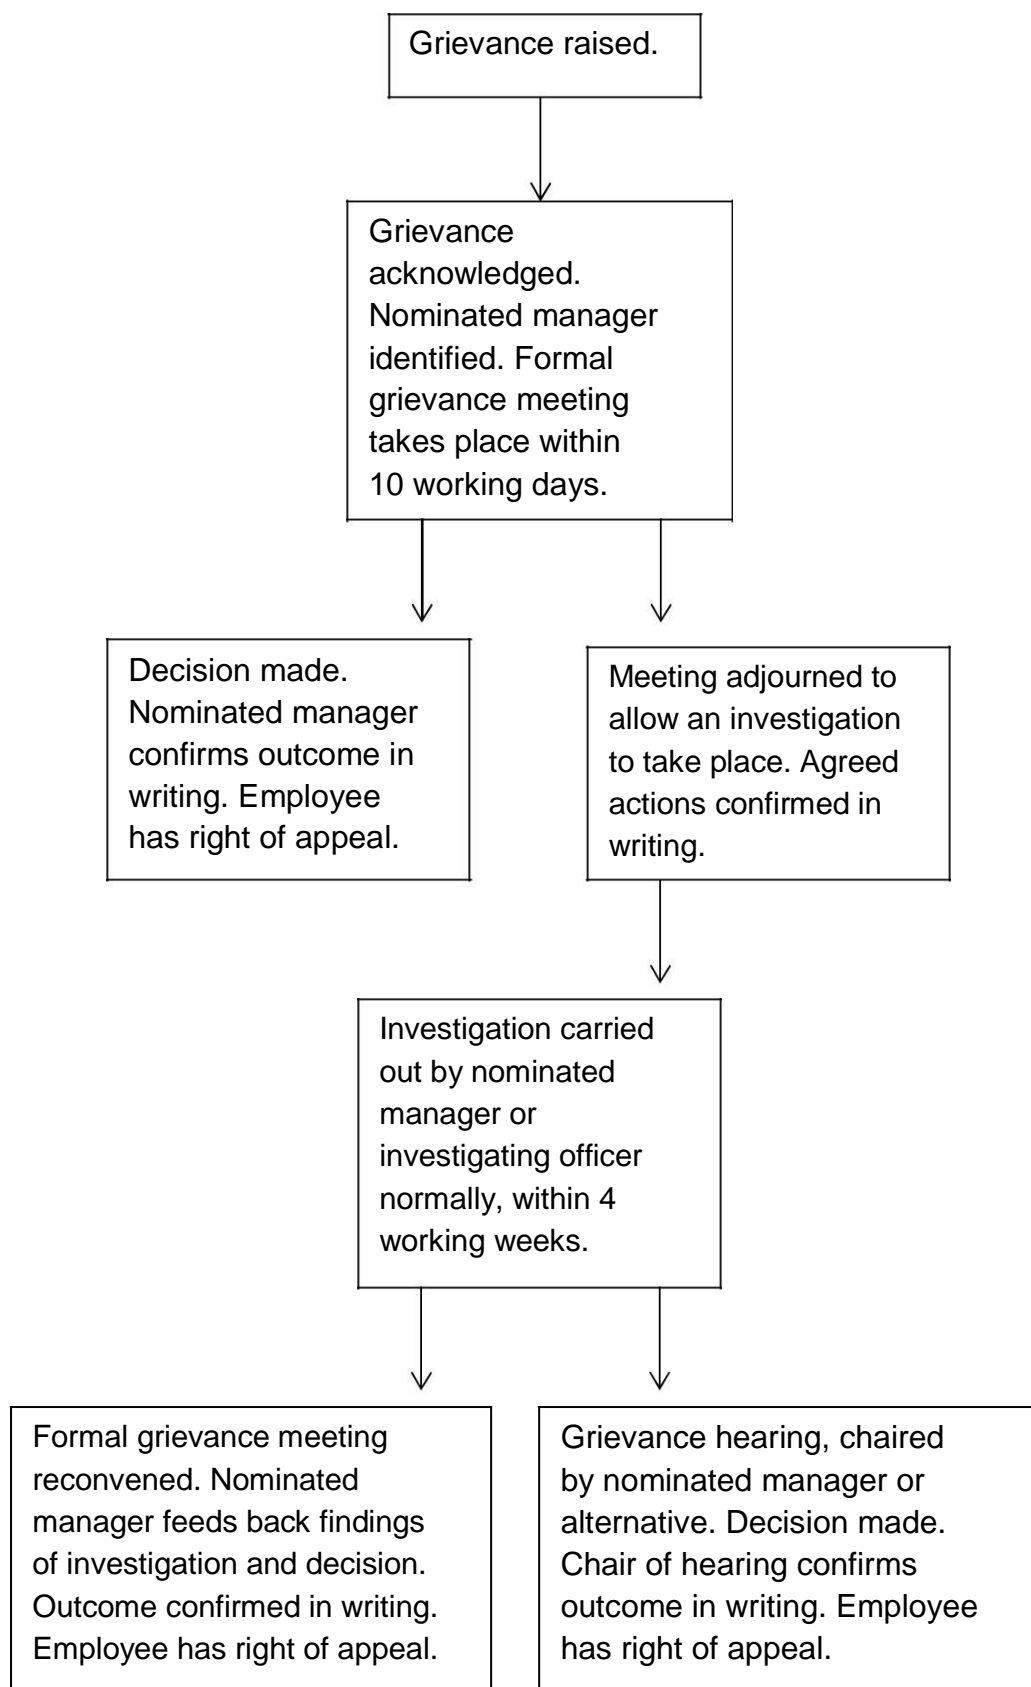 Grievance raised.
Grievance
acknowledged.
Nominated manager
identified. Formal
grievance meeting
takes place within
10 working days.
Decision made.
Nominated manager
confirms outcome in
writing. Employee
has right of appeal.
Meeting adjourned to
allow an investigation
to take place. Agreed
actions confirmed in
writing.
Investigation carried
out by nominated
manager or
investigating officer
normally, within 4
working weeks.
Formal grievance meeting
reconvened. Nominated
manager feeds back findings
of investigation and decision.
Outcome confirmed in writing.
Employee has right of appeal.
Grievance hearing, chaired
by nominated manager or
alternative. Decision made.
Chair of hearing confirms
outcome in writing. Employee
has right of appeal.